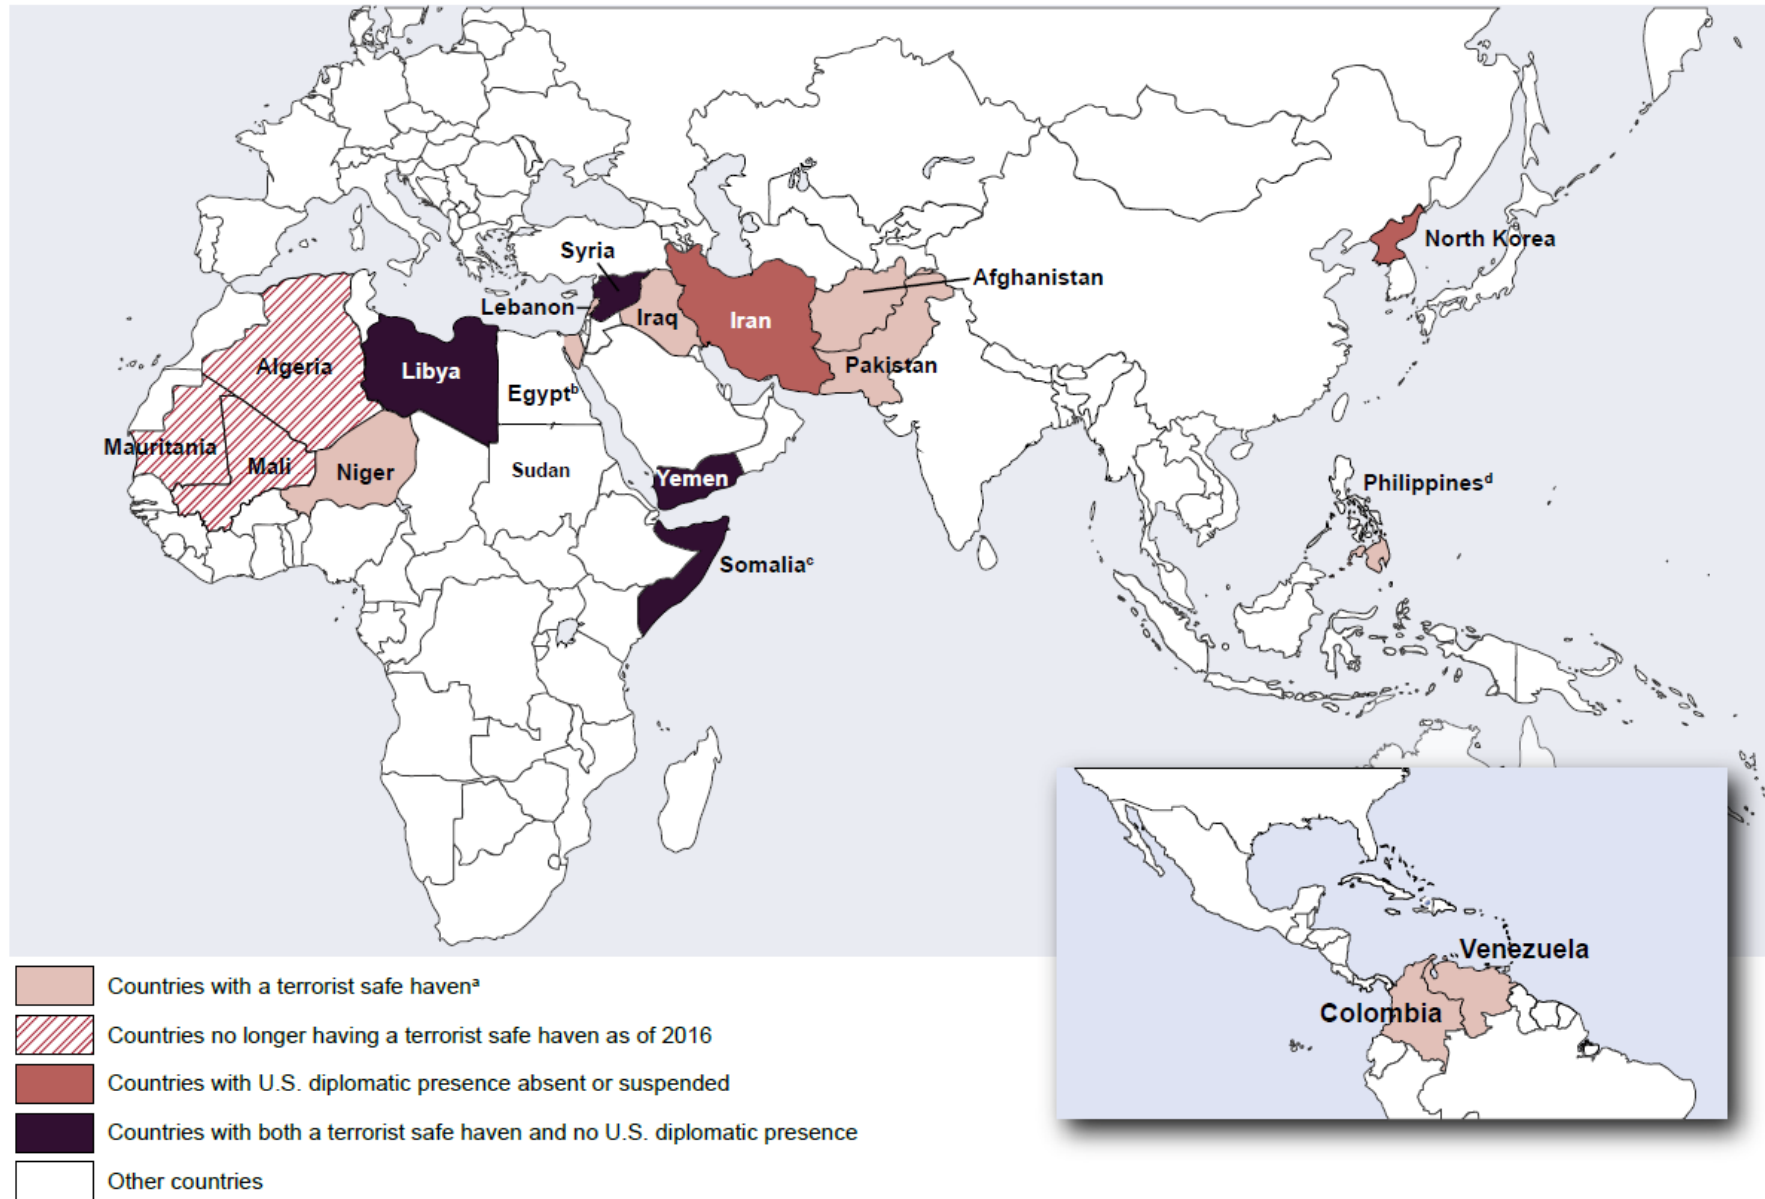 Syria
North Korea
Afghanistan
Lebanon
Iraq
Iran
Algeria
Libya
Pakistan
Egyptᵇ
Mauritania
Mali
Niger
Sudan
Yemen
Philippinesᵈ
Somaliaᶜ
Venezuela
Colombia
Countries with a terrorist safe havenᵃ
Countries no longer having a terrorist safe haven as of 2016
Countries with U.S. diplomatic presence absent or suspended
Countries with both a terrorist safe haven and no U.S. diplomatic presence
Other countries